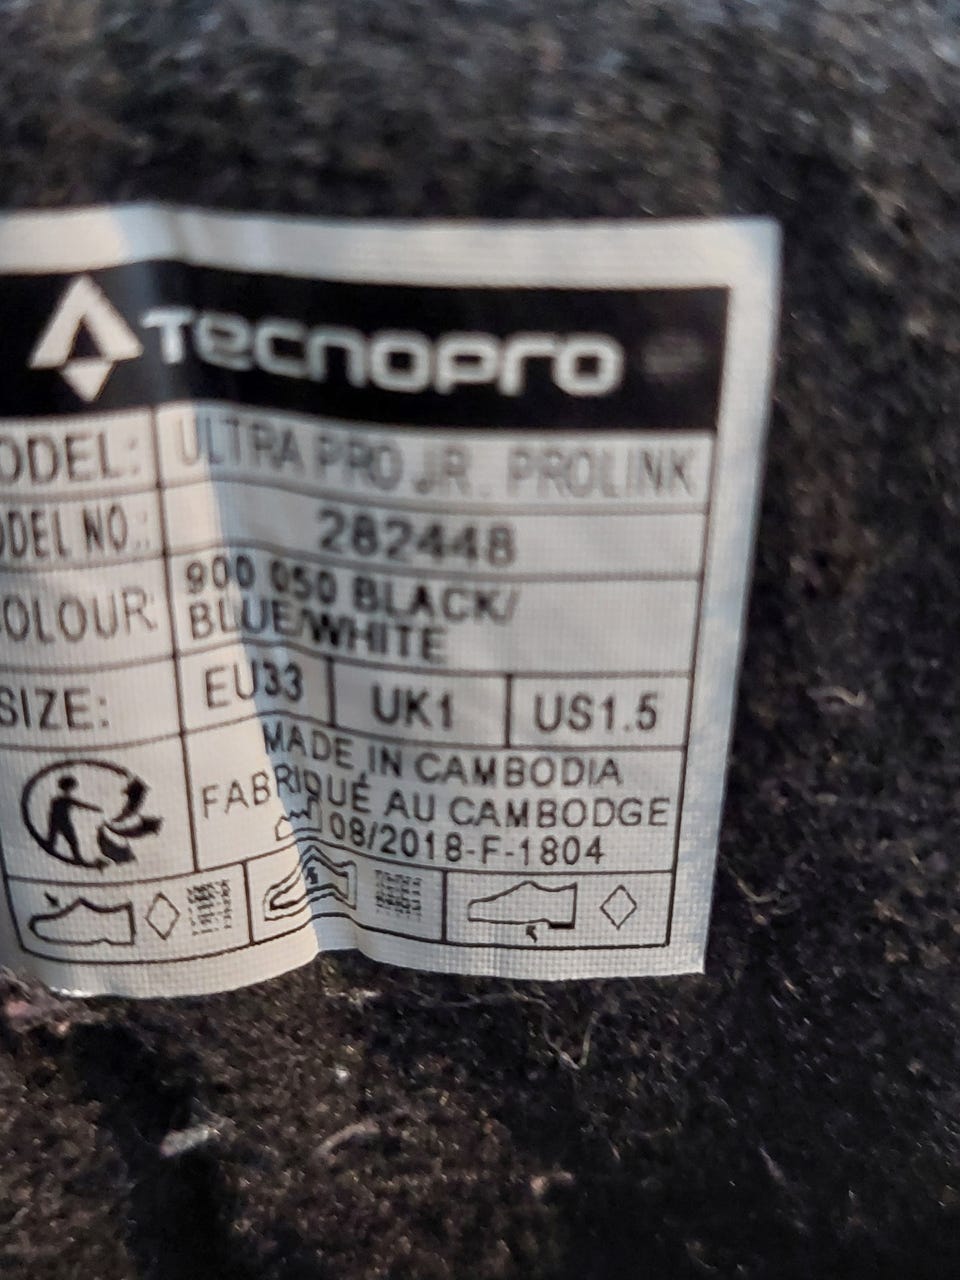 TECNOPRO
ODEL: ULTRA PRO JR. PROLINK
ODEL NO.: 282448
OLOUR: 900 050 BLACK/
BLUE/WHITE
SIZE: EU33 UK1 US1.5
MADE IN CAMBODIA
FABRIQUÉ AU CAMBODGE
08/2018-F-1804